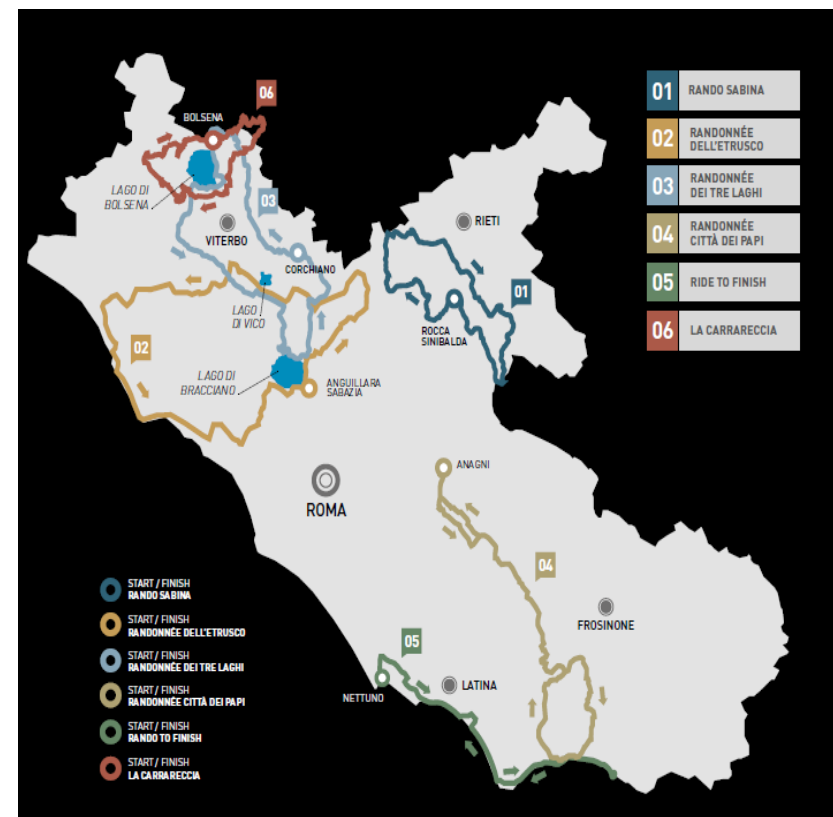 06
BOLSENA
LAGO DI
BOLSENA
03
VITERBO
RIETI
CORCHIANO
01
ROCCA
SINIBALDA
LAGO
DI VICO
02
LAGO DI
BRACCIANO
ANGUILLARA
SABAZIA
ANAGNI
ROMA
04
FROSINONE
05
LATINA
NETTUNO
01 RANDO SABINA
02 RANDONNÉE
DELL'ETRUSCO
03 RANDONNÉE
DEI TRE LAGHI
04 RANDONNÉE
CITTÀ DEI PAPI
05 RIDE TO FINISH
06 LA CARRARECCIA
START / FINISH
RANDO SABINA
START / FINISH
RANDONNÉE DELL'ETRUSCO
START / FINISH
RANDONNÉE DEI TRE LAGHI
START / FINISH
RANDONNÉE CITTÀ DEI PAPI
START / FINISH
RANDO TO FINISH
START / FINISH
LA CARRARECCIA